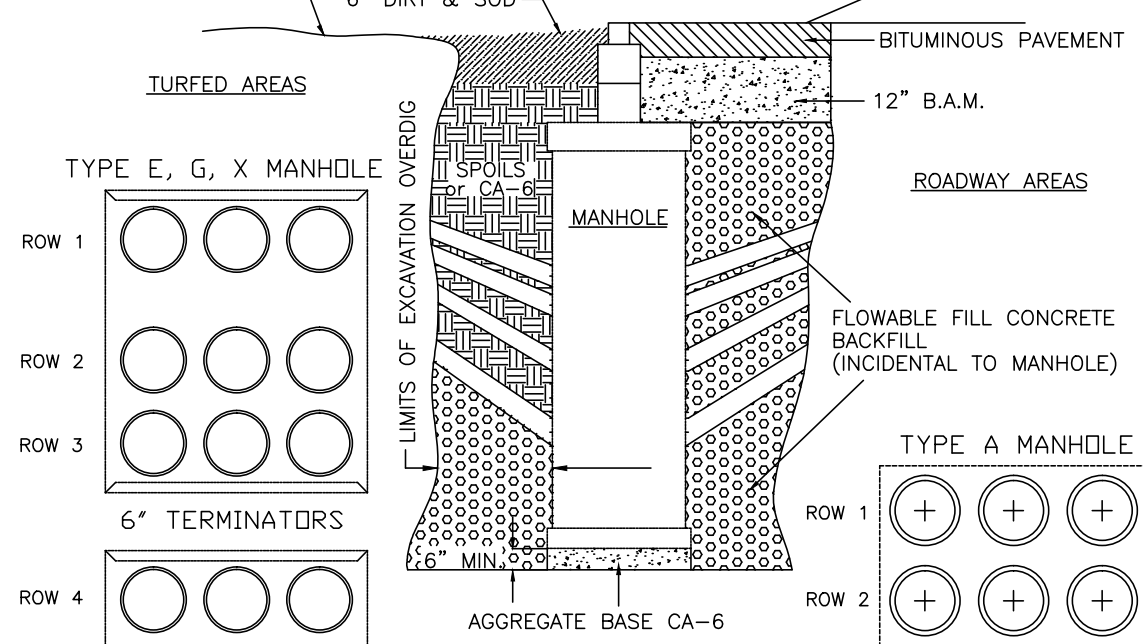 6" DIRT & SOD
BITUMINOUS PAVEMENT
TURFED AREAS
12" B.A.M.
LIMITS OF EXCAVATION OVERDIG
TYPE E, G, X MANHOLE
SPOILS
or CA-6
ROADWAY AREAS
MANHOLE
ROW 1
FLOWABLE FILL CONCRETE
BACKFILL
(INCIDENTAL TO MANHOLE)
ROW 2
ROW 3
TYPE A MANHOLE
6" TERMINATORS
ROW 1
6" MIN.
ROW 4
ROW 2
AGGREGATE BASE CA-6